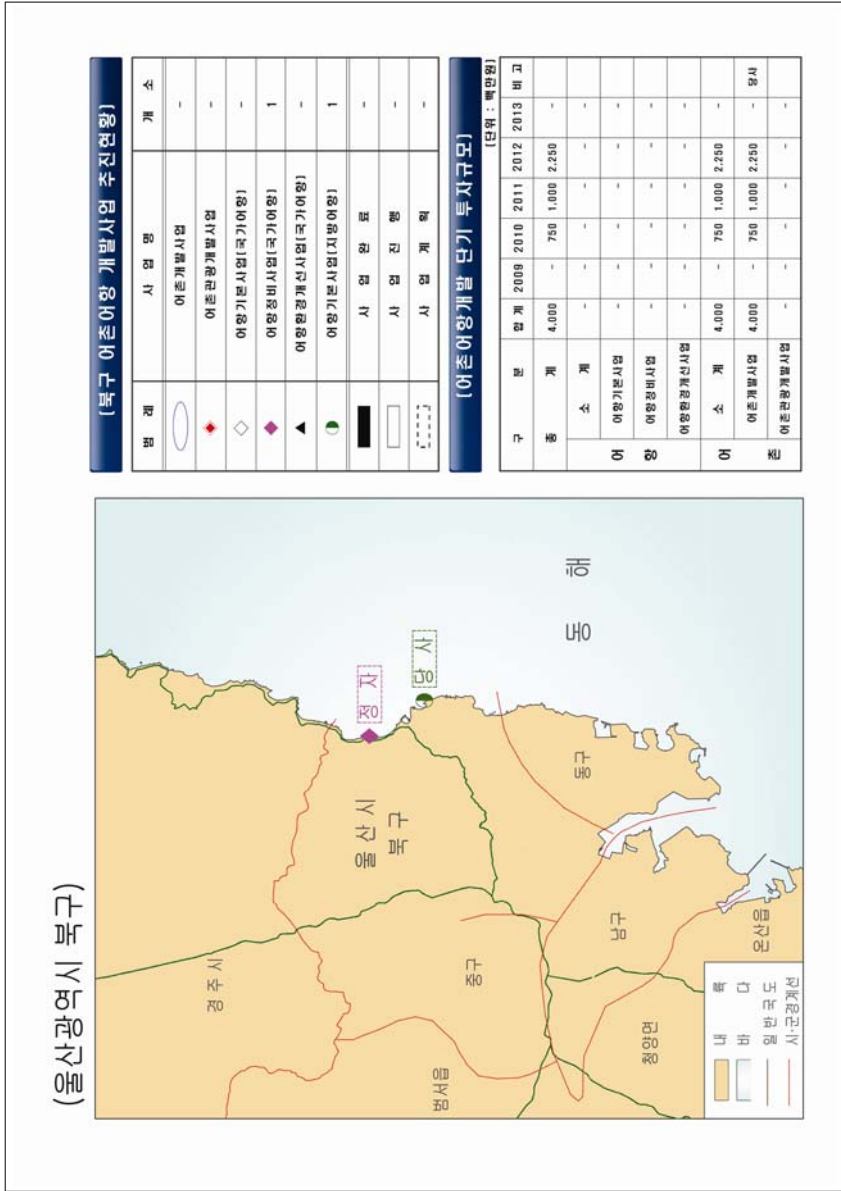 (울산광역시 북구)
경주시
울산시
북구
정 자
당 사
중구
범서읍
동구
남구
청량면
온산읍
동 해
내 륙
바 다
일반국도
시·군경계선
(북구 어촌어항 개발사업 추진현황)
범 례 사 업 명 개 소
어촌개발사업 -
어촌관광개발사업 -
어항기본사업(국가어항) -
어항정비사업(국가어항) 1
어항환경개선사업(국가어항) -
어항기본사업(지방어항) 1
사 업 완 료 -
사 업 진 행 -
사 업 계 획 -
(어촌어항개발 단기 투자규모)
(단위 : 백만원)
구 분 합 계 2009 2010 2011 2012 2013 비 고
총 계 4,000 - 750 1,000 2,250 -
어 항
소 계 - - - - - -
어항기본사업 - - - - - -
어항정비사업 - - - - - -
어항환경개선사업 - - - - - -
어 촌
소 계 4,000 - 750 1,000 2,250 -
어촌개발사업 4,000 - 750 1,000 2,250 - 당사
어촌관광개발사업 - - - - - -